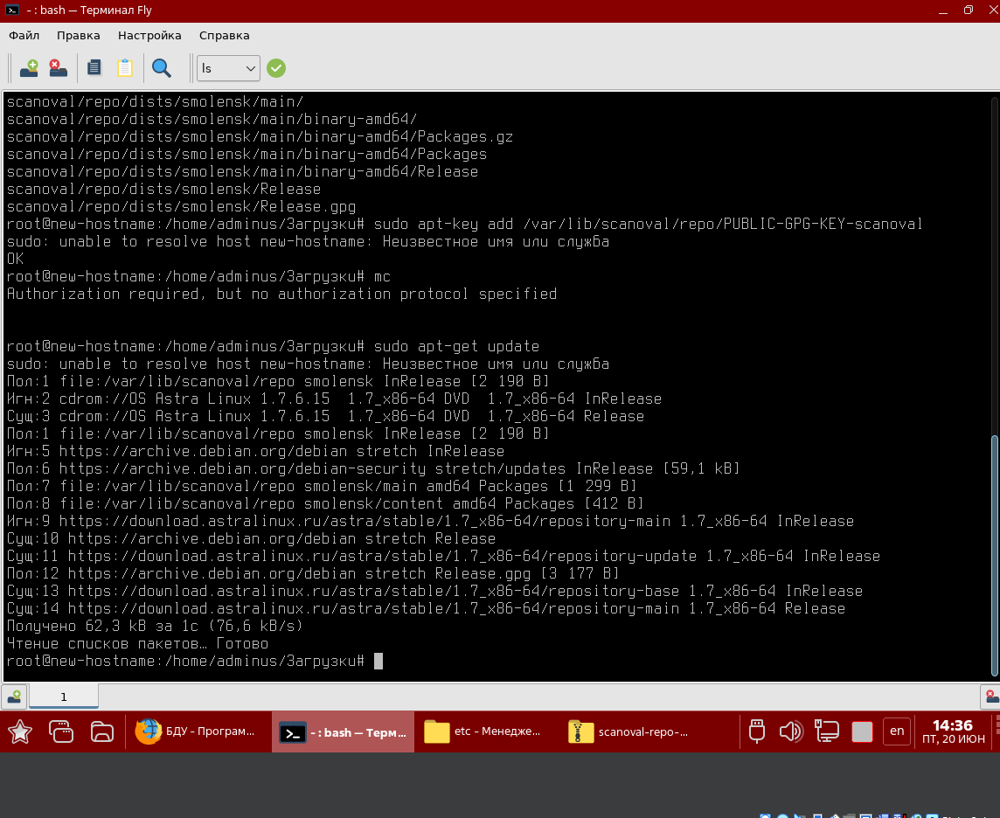 - : bash — Терминал Fly
Файл Правка Настройка Справка
ls
scanoval/repo/dists/smolensk/main/
scanoval/repo/dists/smolensk/main/binary-amd64/
scanoval/repo/dists/smolensk/main/binary-amd64/Packages.gz
scanoval/repo/dists/smolensk/main/binary-amd64/Packages
scanoval/repo/dists/smolensk/main/binary-amd64/Release
scanoval/repo/dists/smolensk/Release
scanoval/repo/dists/smolensk/Release.gpg
root@new-hostname:/home/adminus/Загрузки# sudo apt-key add /var/lib/scanoval/repo/PUBLIC-GPG-KEY-scanoval
sudo: unable to resolve host new-hostname: Неизвестное имя или служба
OK
root@new-hostname:/home/adminus/Загрузки# mc
Authorization required, but no authorization protocol specified
root@new-hostname:/home/adminus/Загрузки# sudo apt-get update
sudo: unable to resolve host new-hostname: Неизвестное имя или служба
Пол:1 file:/var/lib/scanoval/repo smolensk InRelease [2 190 B]
Игн:2 cdrom://OS Astra Linux 1.7.6.15  1.7_x86-64 DVD  1.7_x86-64 InRelease
Сущ:3 cdrom://OS Astra Linux 1.7.6.15  1.7_x86-64 DVD  1.7_x86-64 Release
Пол:1 file:/var/lib/scanoval/repo smolensk InRelease [2 190 B]
Игн:5 https://archive.debian.org/debian stretch InRelease
Пол:6 https://archive.debian.org/debian-security stretch/updates InRelease [59,1 kB]
Пол:7 file:/var/lib/scanoval/repo smolensk/main amd64 Packages [1 299 B]
Пол:8 file:/var/lib/scanoval/repo smolensk/content amd64 Packages [412 B]
Игн:9 https://download.astralinux.ru/astra/stable/1.7_x86-64/repository-main 1.7_x86-64 InRelease
Сущ:10 https://archive.debian.org/debian stretch Release
Сущ:11 https://download.astralinux.ru/astra/stable/1.7_x86-64/repository-update 1.7_x86-64 InRelease
Пол:12 https://archive.debian.org/debian stretch Release.gpg [3 177 B]
Сущ:13 https://download.astralinux.ru/astra/stable/1.7_x86-64/repository-base 1.7_x86-64 InRelease
Сущ:14 https://download.astralinux.ru/astra/stable/1.7_x86-64/repository-main 1.7_x86-64 Release
Получено 62,3 kB за 1с (76,6 kB/s)
Чтение списков пакетов… Готово
root@new-hostname:/home/adminus/Загрузки#
1
БДУ - Програм... - : bash — Терм... etc – Менедже... scanoval-repo-... en 14:36
ПТ, 20 ИЮН